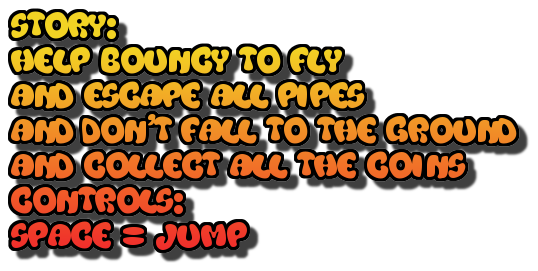 STORY:
HELP BOUNCY TO FLY
AND ESCAPE ALL PIPES
AND DON'T FALL TO THE GROUND
AND COLLECT ALL THE COINS
CONTROLS:
SPACE = JUMP